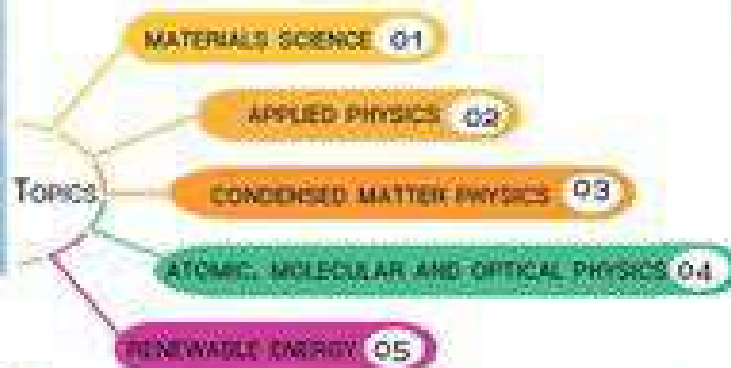 MATERIALS SCIENCE 01
APPLIED PHYSICS 02
TOPICS
CONDENSED MATTER PHYSICS 03
ATOMIC, MOLECULAR AND OPTICAL PHYSICS 04
RENEWABLE ENERGY 05